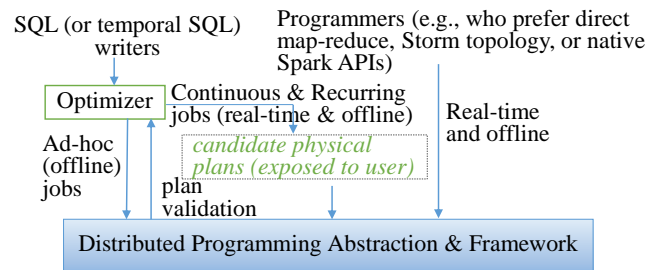 SQL (or temporal SQL)
writers
Programmers (e.g., who prefer direct
map-reduce, Storm topology, or native
Spark APIs)
Optimizer
Continuous & Recurring
jobs (real-time & offline)
Real-time
and offline
Ad-hoc
(offline)
jobs
candidate physical
plans (exposed to user)
plan
validation
Distributed Programming Abstraction & Framework